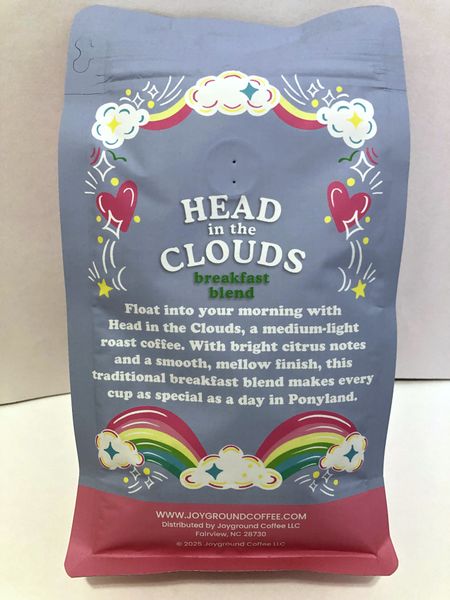 HEAD
in the
CLOUDS
breakfast
blend
Float into your morning with
Head in the Clouds, a medium-light
roast coffee. With bright citrus notes
and a smooth, mellow finish, this
traditional breakfast blend makes every
cup as special as a day in Ponyland.
WWW.JOYGROUNDCOFFEE.COM
Distributed by Joyground Coffee LLC
Fairview, NC 28730
© 2025 Joyground Coffee LLC